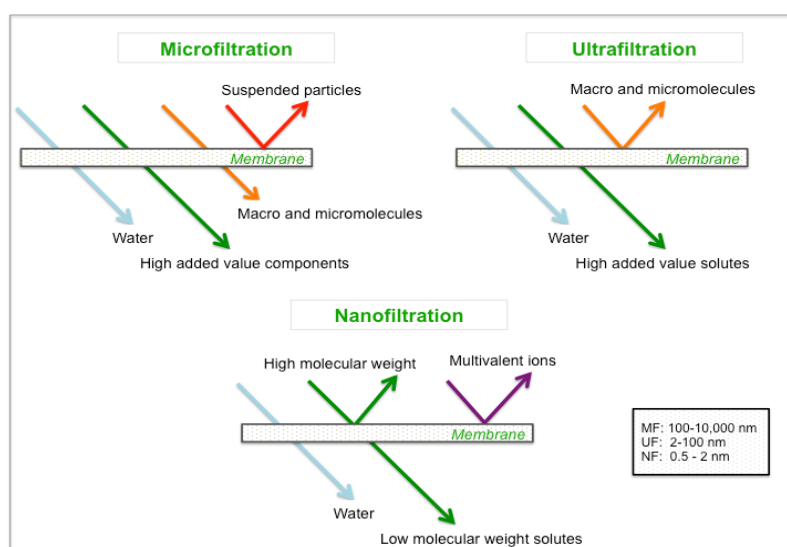 Microfiltration
Suspended particles
Membrane
Macro and micromolecules
Water
High added value components
Ultrafiltration
Macro and micromolecules
Membrane
Water
High added value solutes
Nanofiltration
High molecular weight
Multivalent ions
Membrane
Water
Low molecular weight solutes
MF: 100-10,000 nm
UF: 2-100 nm
NF: 0.5 - 2 nm